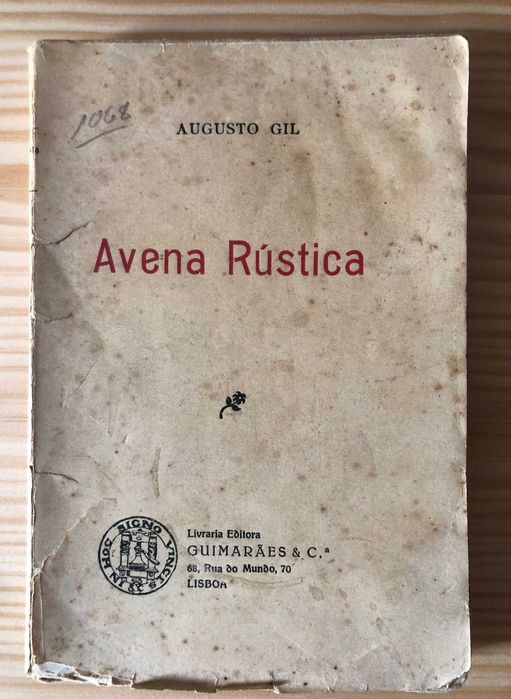 1068
AUGUSTO GIL
Avena Rústica
IN HOC SIGNO VINCES
Livraria Editora
GUIMARÃES & C.ª
68, Rua do Mundo, 70
LISBOA